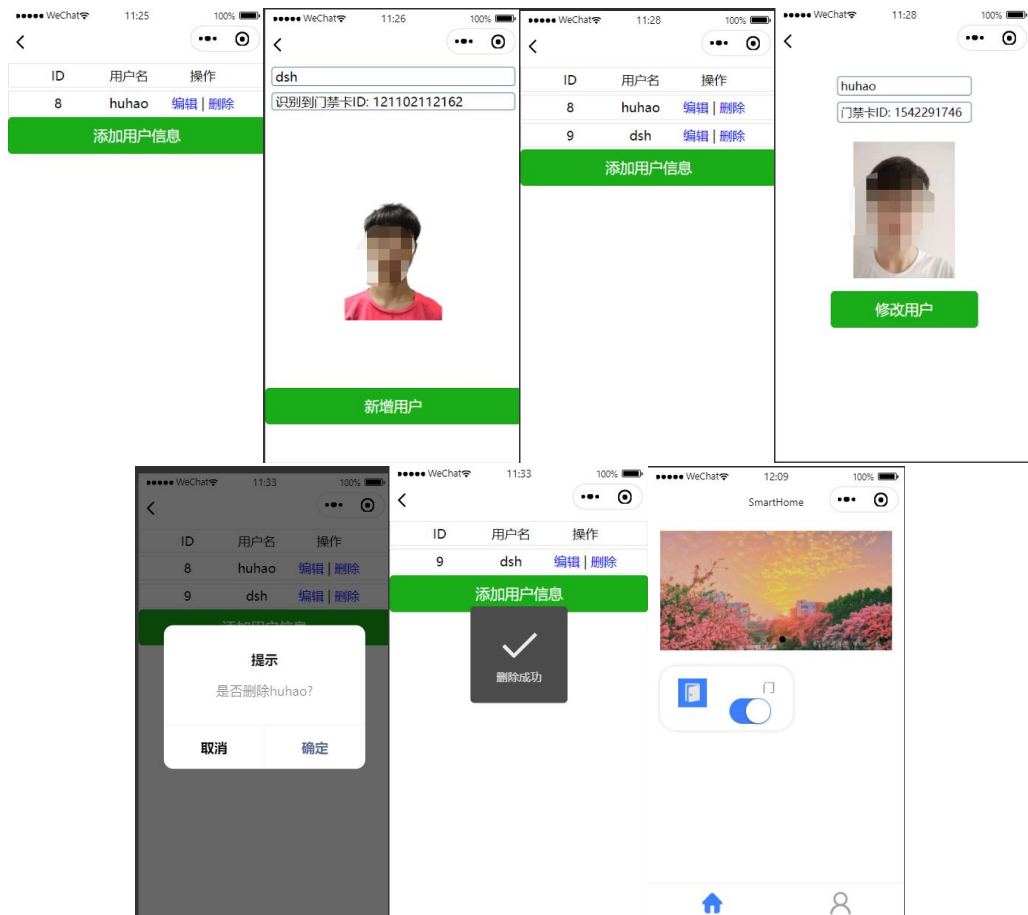 WeChat 11:25 100%
ID 用户名 操作
8 huhao 编辑 | 删除
添加用户信息
WeChat 11:26 100%
dsh
识别到门禁卡ID: 121102112162
新增用户
WeChat 11:28 100%
ID 用户名 操作
8 huhao 编辑 | 删除
9 dsh 编辑 | 删除
添加用户信息
WeChat 11:28 100%
huhao
门禁卡ID: 1542291746
修改用户
WeChat 11:33 100%
ID 用户名 操作
8 huhao 编辑 | 删除
9 dsh 编辑 | 删除
添加用户信息
提示
是否删除huhao?
取消 确定
WeChat 11:33 100%
ID 用户名 操作
9 dsh 编辑 | 删除
添加用户信息
删除成功
WeChat 12:09 100%
SmartHome
门